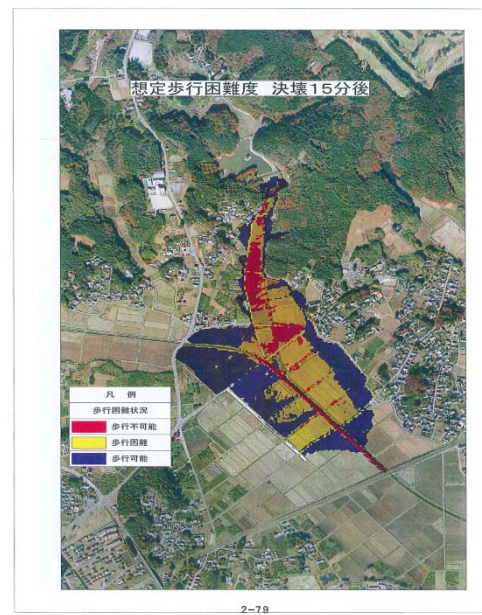 想定歩行困難度 決壊15分後
凡 例
歩行困難状況
歩行不可能
歩行困難
歩行可能
2-79